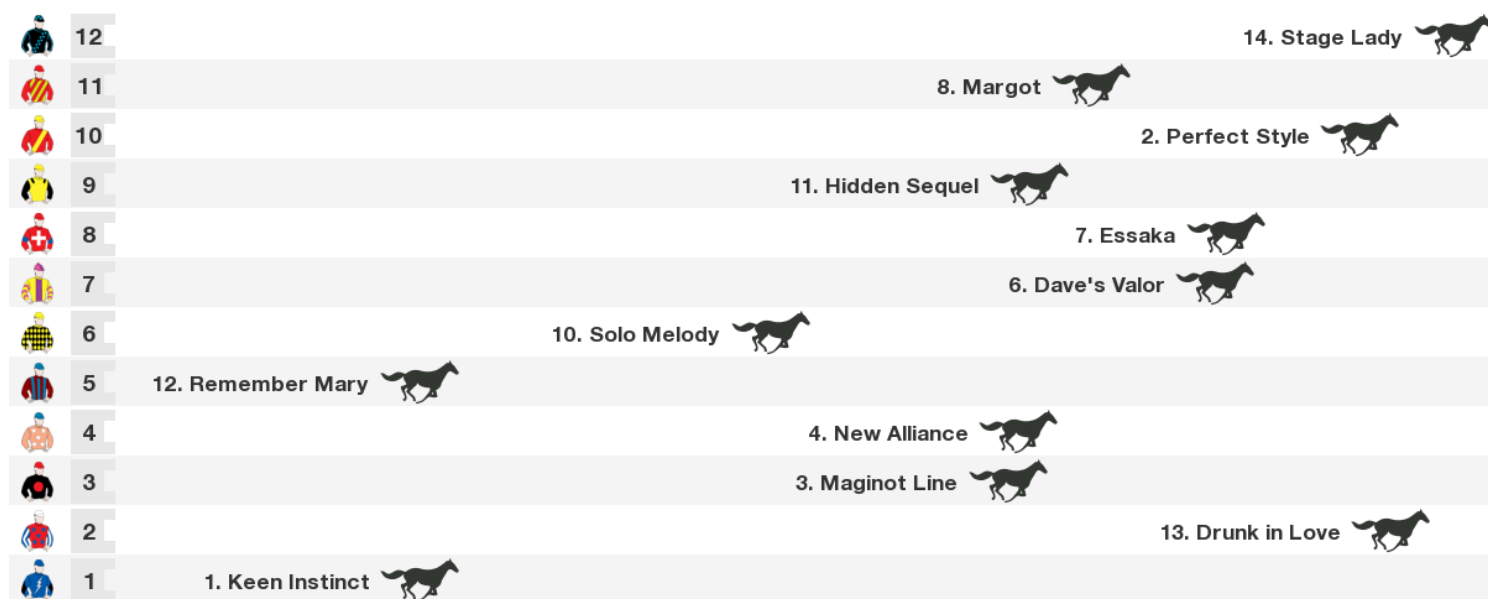 12 14. Stage Lady
11 8. Margot
10 2. Perfect Style
9 11. Hidden Sequel
8 7. Essaka
7 6. Dave's Valor
6 10. Solo Melody
5 12. Remember Mary
4 4. New Alliance
3 3. Maginot Line
2 13. Drunk in Love
1 1. Keen Instinct